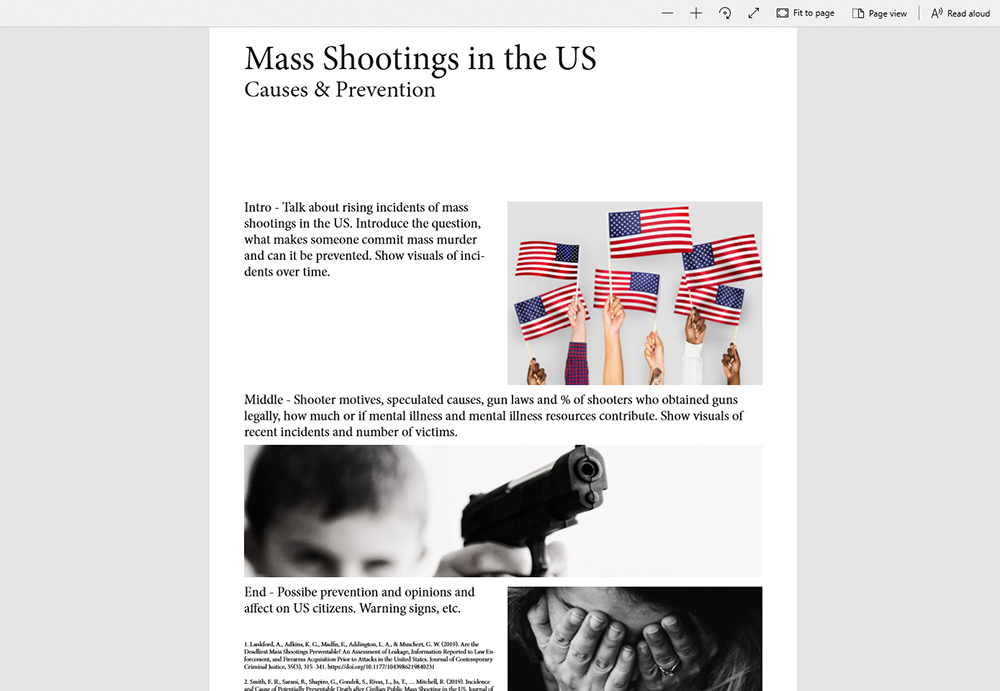 Fit to page
Page view
Read aloud
Mass Shootings in the US
Causes & Prevention
Intro - Talk about rising incidents of mass
shootings in the US. Introduce the question,
what makes someone commit mass murder
and can it be prevented. Show visuals of inci-
dents over time.
Middle - Shooter motives, speculated causes, gun laws and % of shooters who obtained guns
legally, how much or if mental illness and mental illness resources contribute. Show visuals of
recent incidents and number of victims.
End - Possibe prevention and opinions and
affect on US citizens. Warning signs, etc.
1. Lankford, A., Adkins, K. G., Madfis, E., Addington, L. A., & Muschert, G. W. (2019). Are the
Deadliest Mass Shootings Preventable? An Assessment of Leakage, Information Reported to Law En-
forcement, and Firearms Acquisition Prior to Attacks in the United States. Journal of Contemporary
Criminal Justice, 35(3), 315–341. https://doi.org/10.1177/1043986219840231
2. Smith, E. R., Sarani, B., Shapiro, G., Gondek, S., Rivas, L., Ju, T., … Mitchell, R. (2019). Incidence
and Cause of Potentially Preventable Death after Civilian Public Mass Shooting in the US. Journal of